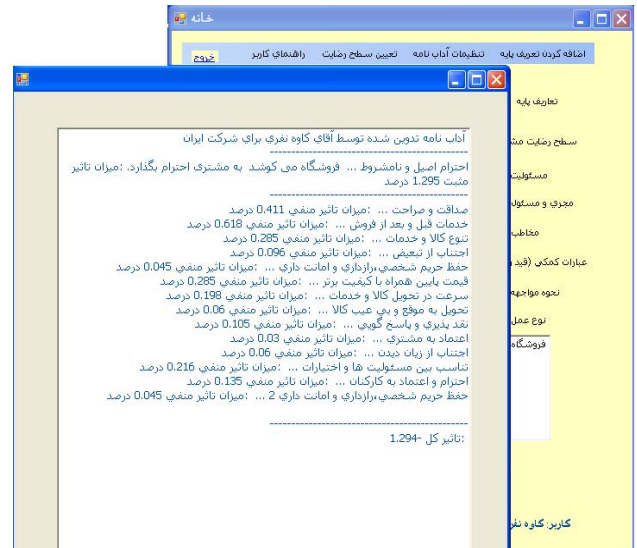 خانه
اضافه کردن تعریف پایه تنظیمات آداب نامه تعیین سطح رضایت راهنمای کاربر خروج
تعاریف پایه
سطح رضایت
مسئولیت
مجري و مسئول
مخاطب
عبارات کمکی (قید
نحوه مواجهه
نوع عمل
فروشگاه
کاربر: کاوه
آداب نامه تدوین شده توسط آقاي کاوه نفري براي شرکت ایران
--------------------------------------------
احترام اصیل و نامشروط ... فروشگاه می کوشد به مشتری احترام بگذارد. :میزان تاثیر
مثبت 1.295 درصد
--------------------------------------------
صداقت و صراحت ... :میزان تاثیر منفي 0.411 درصد
خدمات قبل و بعد از فروش ... :میزان تاثیر منفي 0.618 درصد
تنوع کالا و خدمات ... :میزان تاثیر منفي 0.285 درصد
اجتناب از تبعیض ... :میزان تاثیر منفي 0.096 درصد
حفظ حریم شخصي،رازداري و امانت داري ... :میزان تاثیر منفي 0.045 درصد
قیمت پایین همراه با کیفیت برتر ... :میزان تاثیر منفي 0.285 درصد
سرعت در تحویل کالا و خدمات ... :میزان تاثیر منفي 0.198 درصد
تحویل به موقع و بي عیب کالا ... :میزان تاثیر منفي 0.06 درصد
نقد پذیري و پاسخ گویي ... :میزان تاثیر منفي 0.105 درصد
اعتماد به مشتري ... :میزان تاثیر منفي 0.03 درصد
اجتناب از زیان دیدن ... :میزان تاثیر منفي 0.06 درصد
تناسب بین مسئولیت ها و اختیارات ... :میزان تاثیر منفي 0.216 درصد
احترام و اعتماد به کارکنان ... :میزان تاثیر منفي 0.135 درصد
حفظ حریم شخصي،رازداري و امانت داري 2 ... :میزان تاثیر منفي 0.045 درصد
--------------------------------------------
:تاثیر کل -1.294